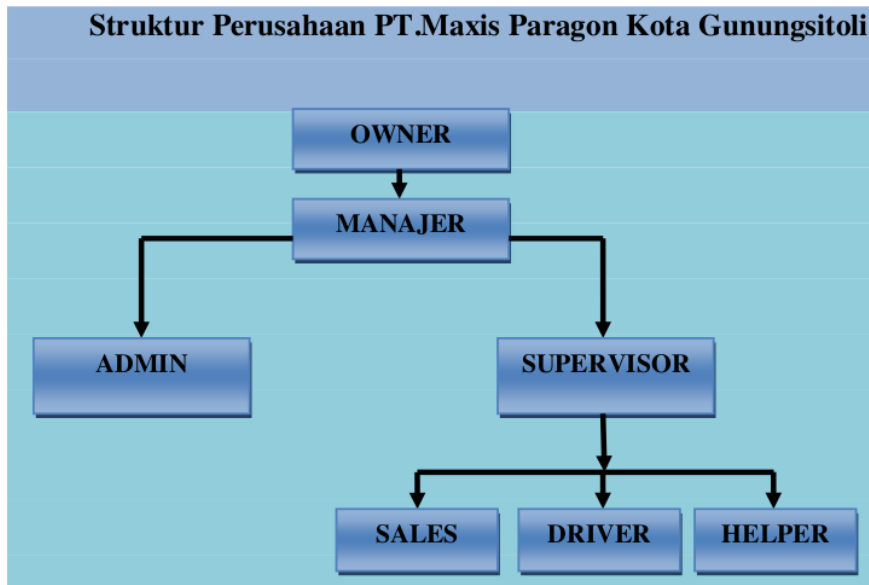 Struktur Perusahaan PT.Maxis Paragon Kota Gunungsitoli
OWNER
MANAJER
ADMIN
SUPERVISOR
SALES
DRIVER
HELPER